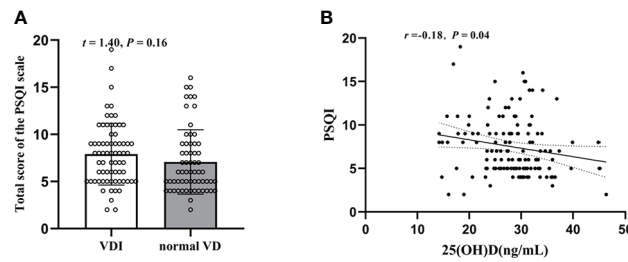 A
t = 1.40, P = 0.16
Total score of the PSQI scale
20
15
10
5
0
VDI
normal VD
B
r =-0.18, P = 0.04
PSQI
20
15
10
5
0
0
10
20
30
40
50
25(OH)D(ng/mL)